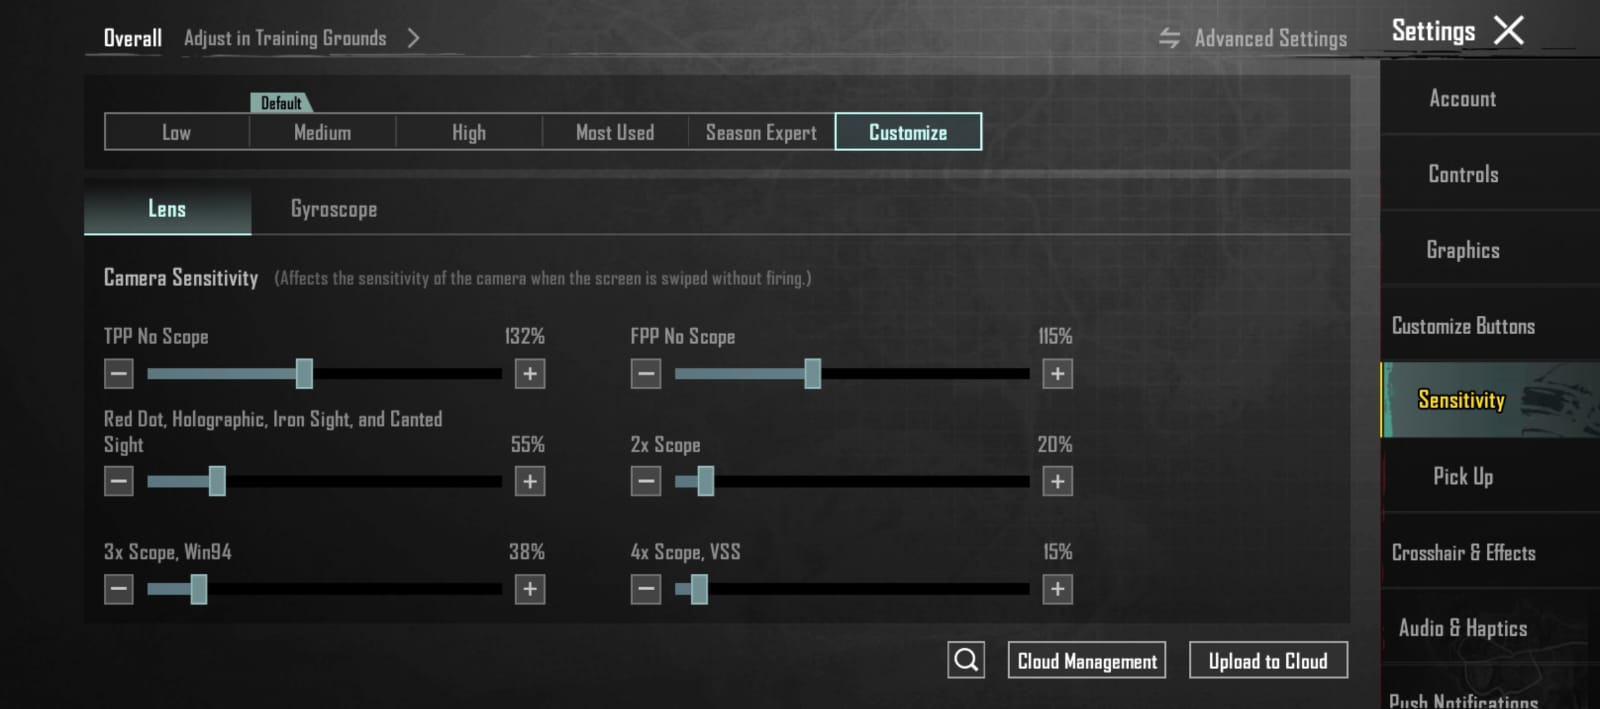 Overall
Adjust in Training Grounds
Advanced Settings
Settings
Default
Low
Medium
High
Most Used
Season Expert
Customize
Lens
Gyroscope
Camera Sensitivity (Affects the sensitivity of the camera when the screen is swiped without firing.)
TPP No Scope
132%
FPP No Scope
115%
Red Dot, Holographic, Iron Sight, and Canted
Sight
55%
2x Scope
20%
3x Scope, Win94
38%
4x Scope, VSS
15%
Cloud Management
Upload to Cloud
Account
Controls
Graphics
Customize Buttons
Sensitivity
Pick Up
Crosshair & Effects
Audio & Haptics
Push Notifications